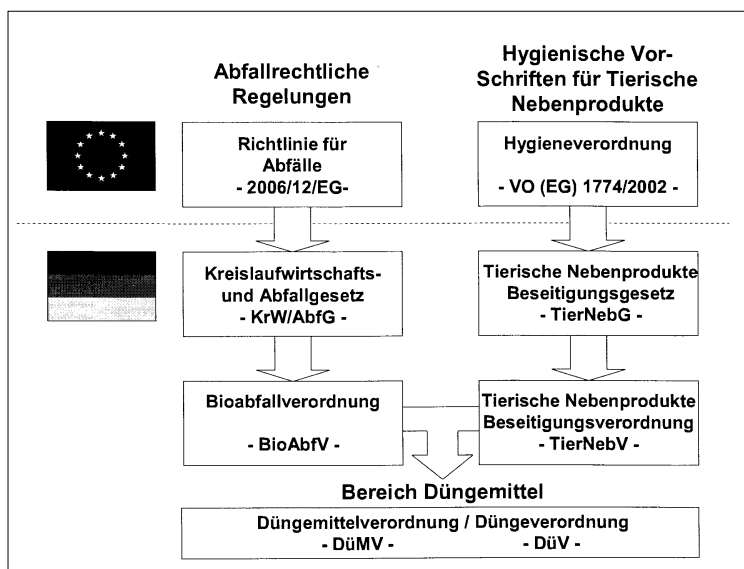 Abfallrechtliche
Regelungen
Hygienische Vor-
Schriften für Tierische
Nebenprodukte
Richtlinie für
Abfälle
- 2006/12/EG-
Hygieneverordnung
- VO (EG) 1774/2002 -
Kreislaufwirtschafts-
und Abfallgesetz
- KrW/AbfG -
Tierische Nebenprodukte
Beseitigungsgesetz
- TierNebG -
Bioabfallverordnung
- BioAbfV -
Tierische Nebenprodukte
Beseitigungsverordnung
- TierNebV -
Bereich Düngemittel
Düngemittelverordnung / Düngeverordnung
- DüMV - - DüV -